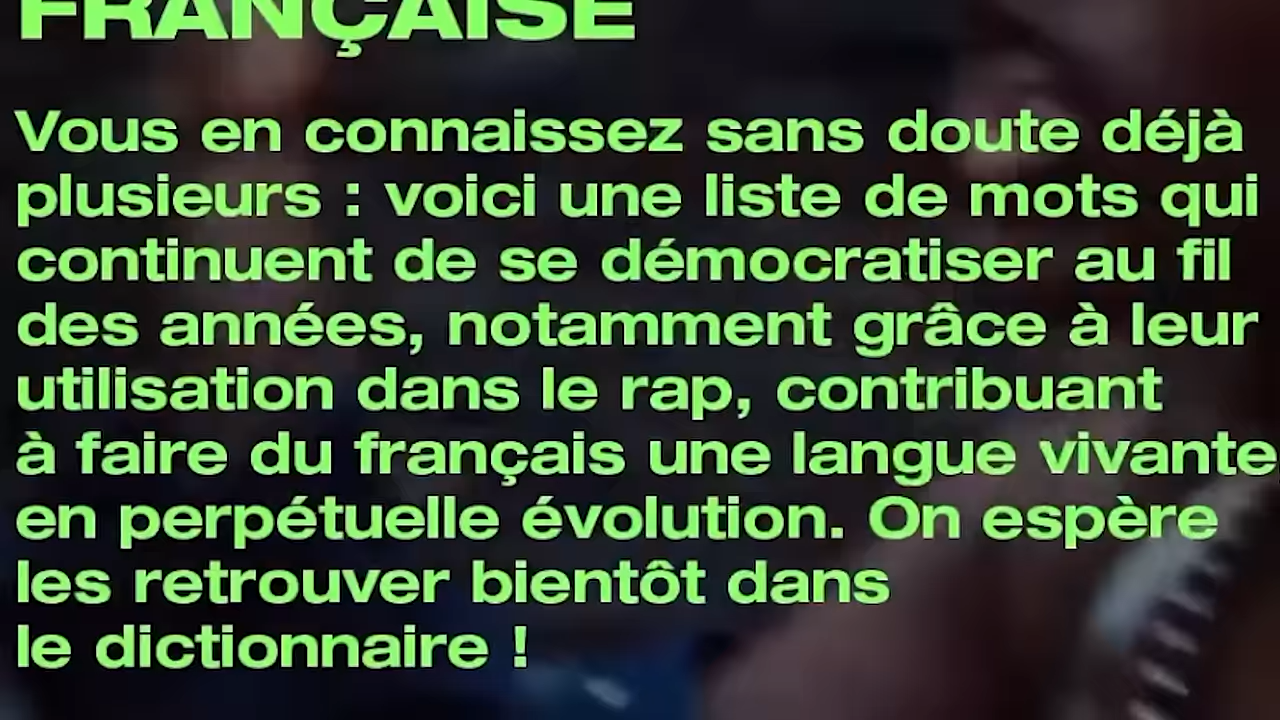 FRANÇAISE
Vous en connaissez sans doute déjà
plusieurs : voici une liste de mots qui
continuent de se démocratiser au fil
des années, notamment grâce à leur
utilisation dans le rap, contribuant
à faire du français une langue vivante
en perpétuelle évolution. On espère
les retrouver bientôt dans
le dictionnaire !